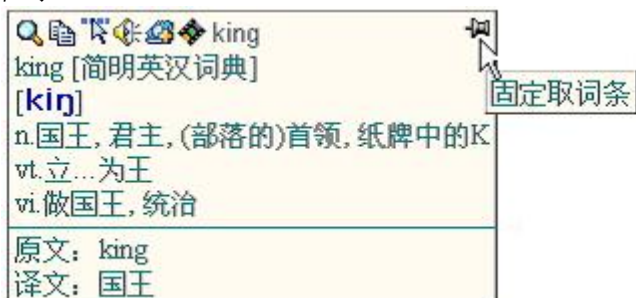 king
king [简明英汉词典]
[kiŋ]
固定取词条
n.国王, 君主, (部落的)首领, 纸牌中的K
vt.立...为王
vi.做国王, 统治
原文： king
译文： 国王